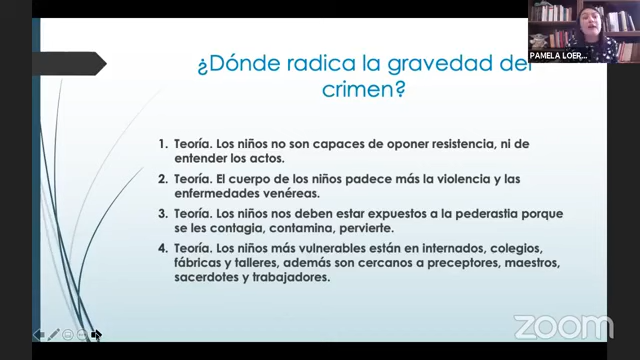 ¿Dónde radica la gravedad del
crimen?
PAMELA LOER...
1. Teoría. Los niños no son capaces de oponer resistencia, ni de
entender los actos.
2. Teoría. El cuerpo de los niños padece más la violencia y las
enfermedades venéreas.
3. Teoría. Los niños nos deben estar expuestos a la pederastia porque
se les contagia, contamina, pervierte.
4. Teoría. Los niños más vulnerables están en internados, colegios,
fábricas y talleres, además son cercanos a preceptores, maestros,
sacerdotes y trabajadores.
zoom